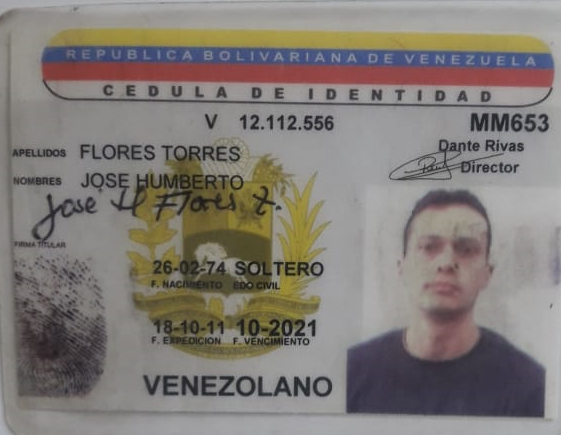 REPUBLICA BOLIVARIANA DE VENEZUELA
CEDULA DE IDENTIDAD
V 12.112.556
MM653
Dante Rivas
Director
APELLIDOS FLORES TORRES
NOMBRES JOSE HUMBERTO
José H Flores T.
FIRMA TITULAR
26-02-74 SOLTERO
F. NACIMIENTO EDO CIVIL
18-10-11 10-2021
F. EXPEDICION F. VENCIMIENTO
VENEZOLANO